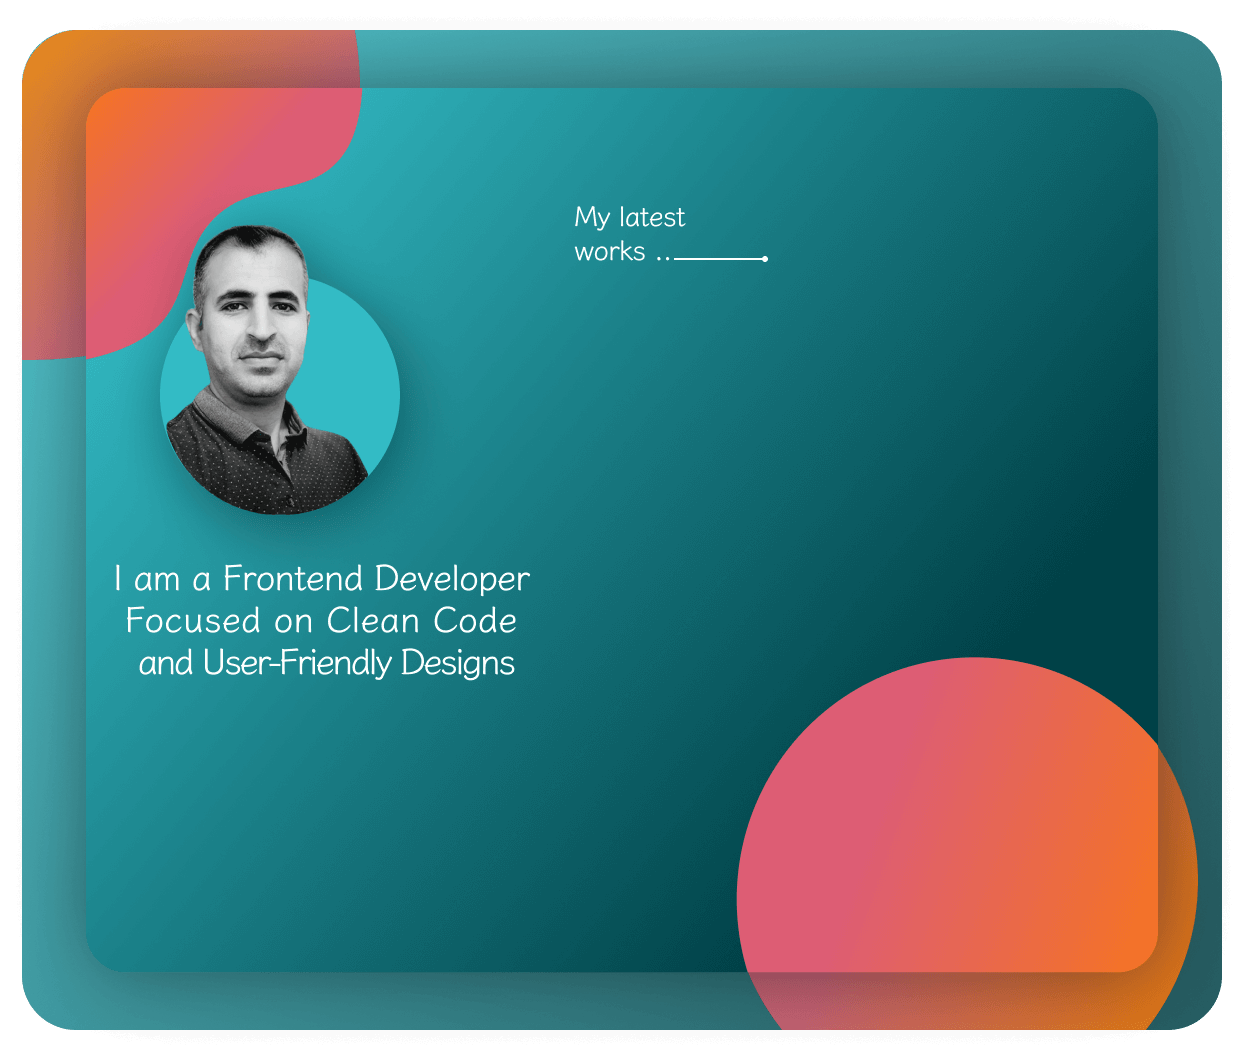 My latest
works ..
I am a Frontend Developer
Focused on Clean Code
and User-Friendly Designs